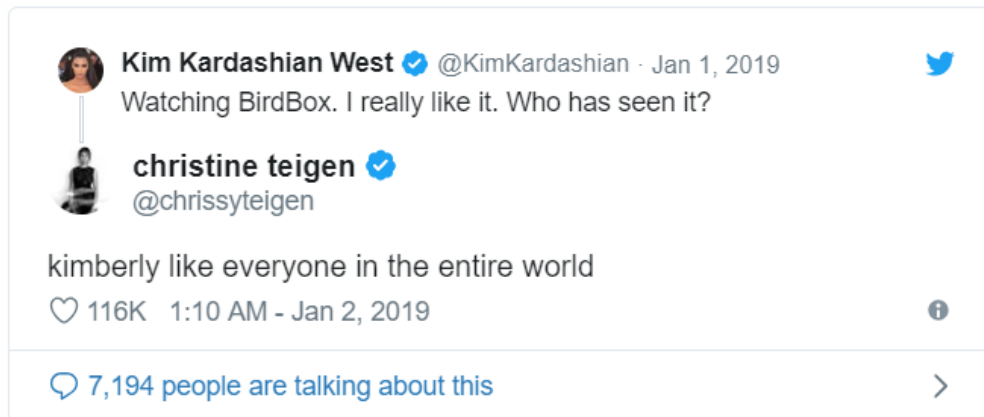 Kim Kardashian West @KimKardashian · Jan 1, 2019
Watching BirdBox. I really like it. Who has seen it?
christine teigen
@chrissyteigen
kimberly like everyone in the entire world
116K 1:10 AM - Jan 2, 2019
7,194 people are talking about this